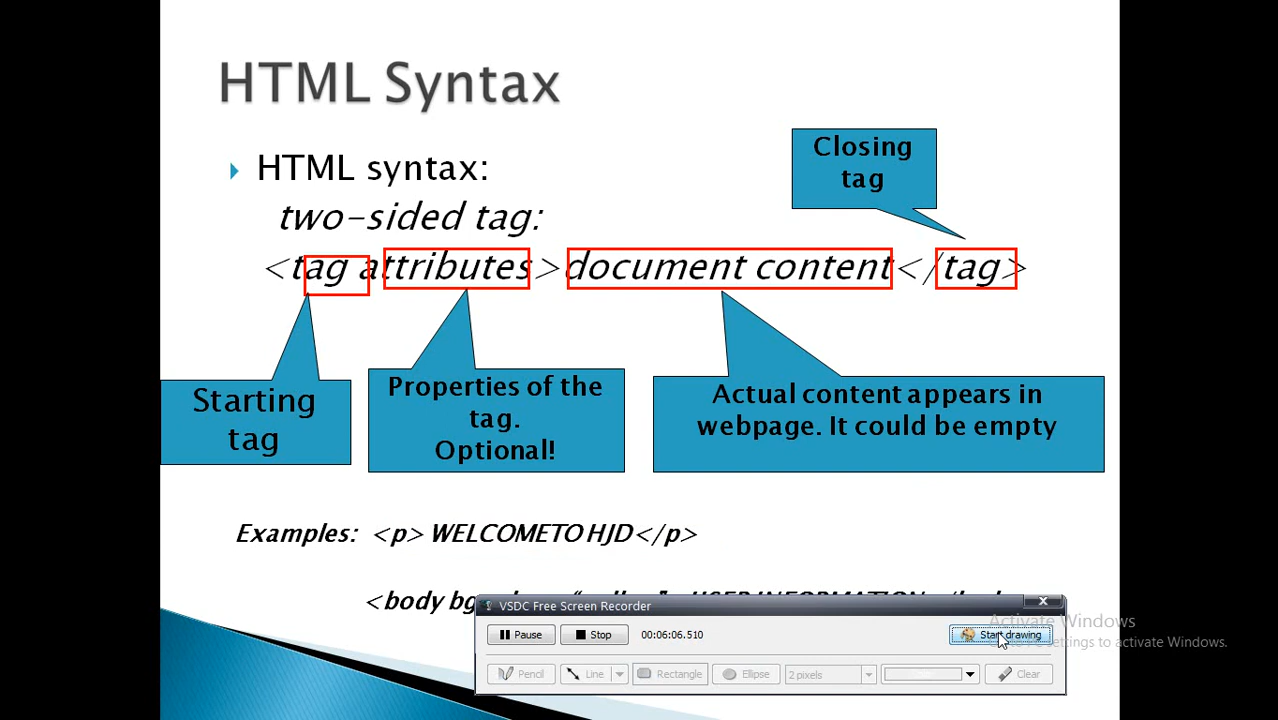 HTML Syntax
HTML syntax:
two-sided tag:
Closing
tag
<tag attributes>document content</tag>
Starting
tag
Properties of the
tag.
Optional!
Actual content appears in
webpage. It could be empty
Examples: <p> WELCOMETO HJD</p>
<body
VSDC Free Screen Recorder
Pause
Stop
00:06:06.510
Start drawing
Activate Windows
settings to activate Windows.
Pencil
Line
Rectangle
Ellipse
2 pixels
Clear